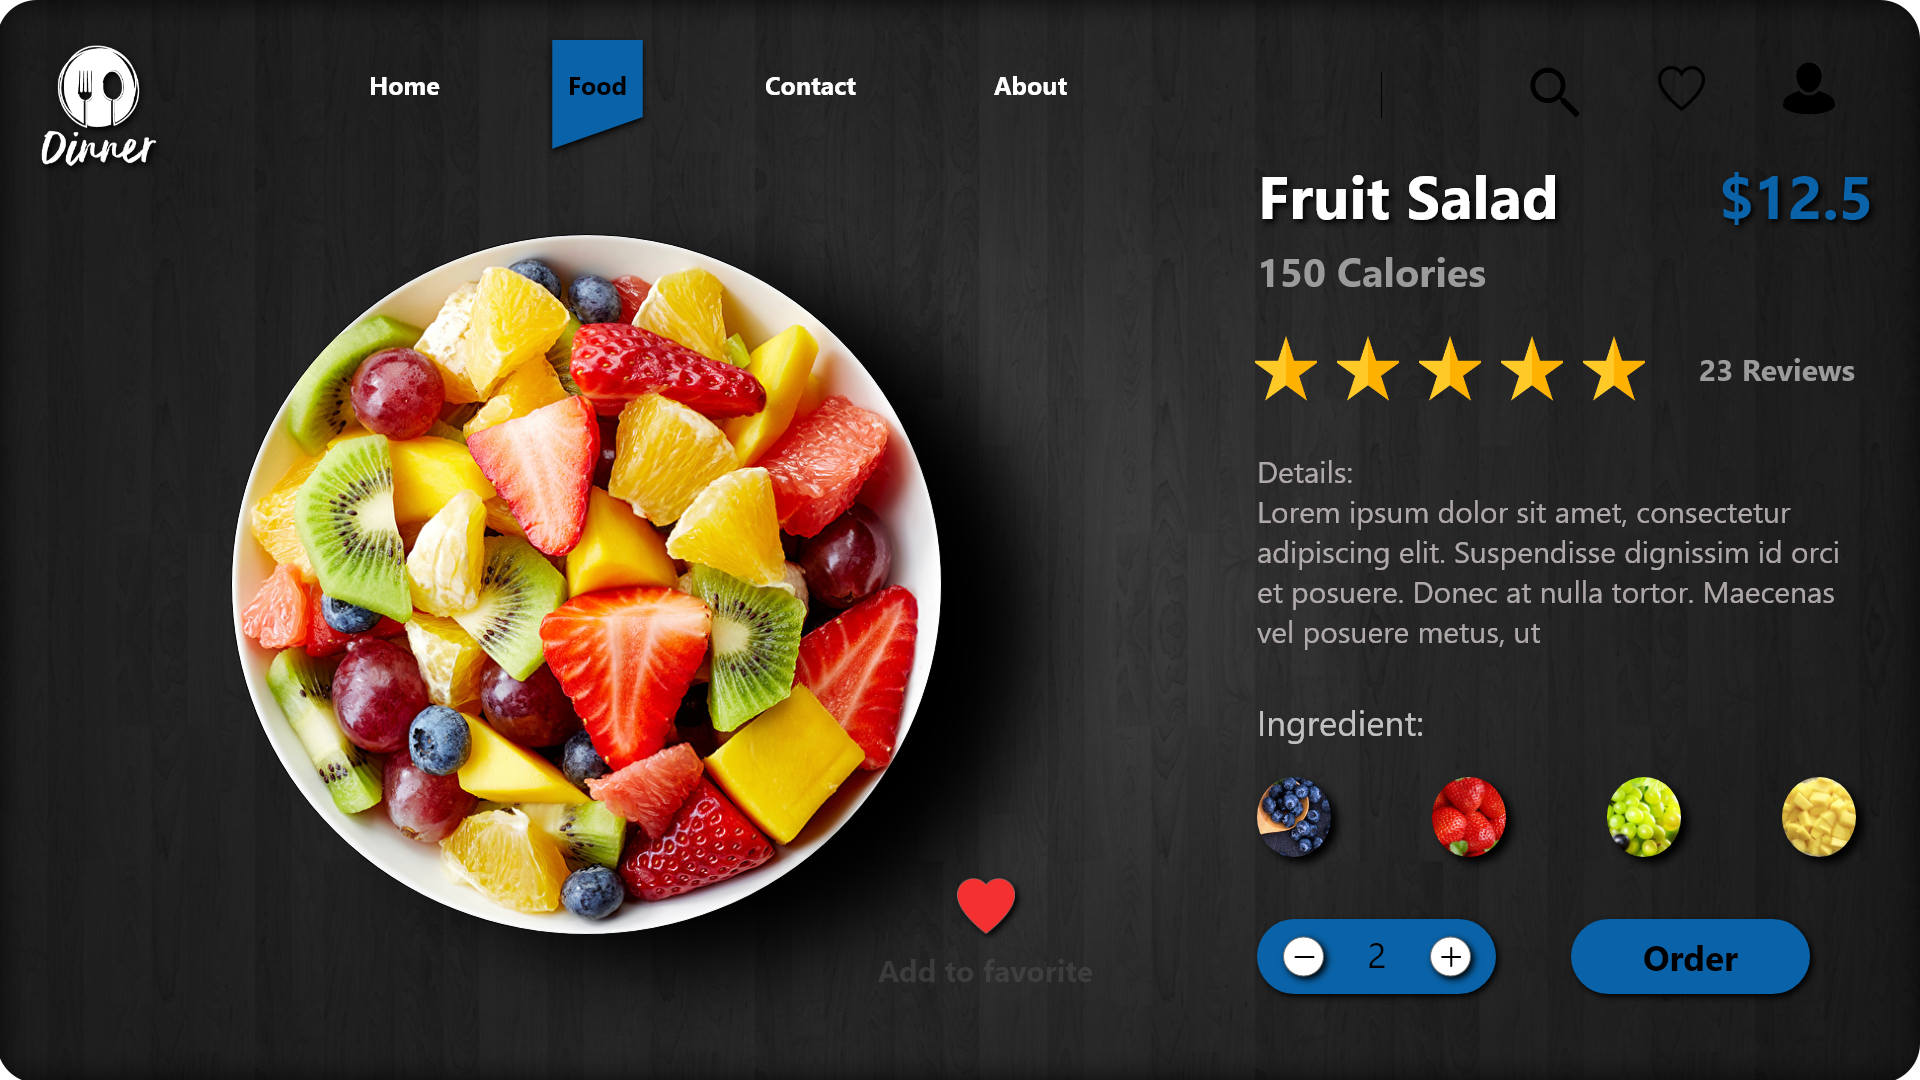 Dinner
Home
Food
Contact
About
Fruit Salad
$12.5
150 Calories
23 Reviews
Details:
Lorem ipsum dolor sit amet, consectetur
adipiscing elit. Suspendisse dignissim id orci
et posuere. Donec at nulla tortor. Maecenas
vel posuere metus, ut
Ingredient:
Add to favorite
2
Order